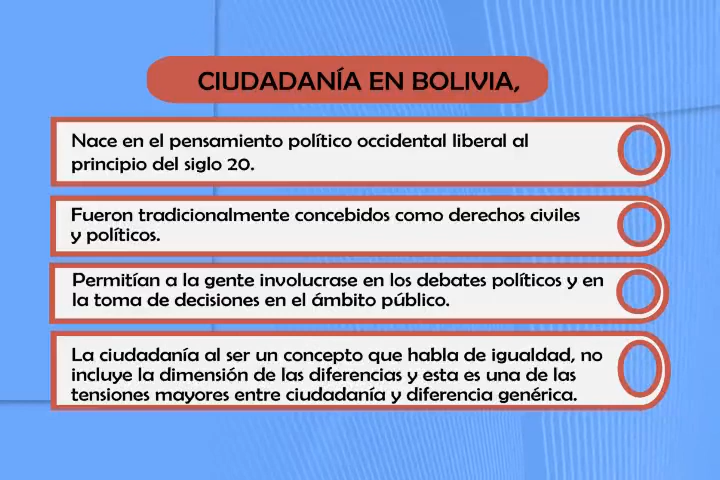 CIUDADANÍA EN BOLIVIA,
Nace en el pensamiento político occidental liberal al
principio del siglo 20.
Fueron tradicionalmente concebidos como derechos civiles
y políticos.
Permitían a la gente involucrase en los debates políticos y en
la toma de decisiones en el ámbito público.
La ciudadanía al ser un concepto que habla de igualdad, no
incluye la dimensión de las diferencias y esta es una de las
tensiones mayores entre ciudadanía y diferencia genérica.